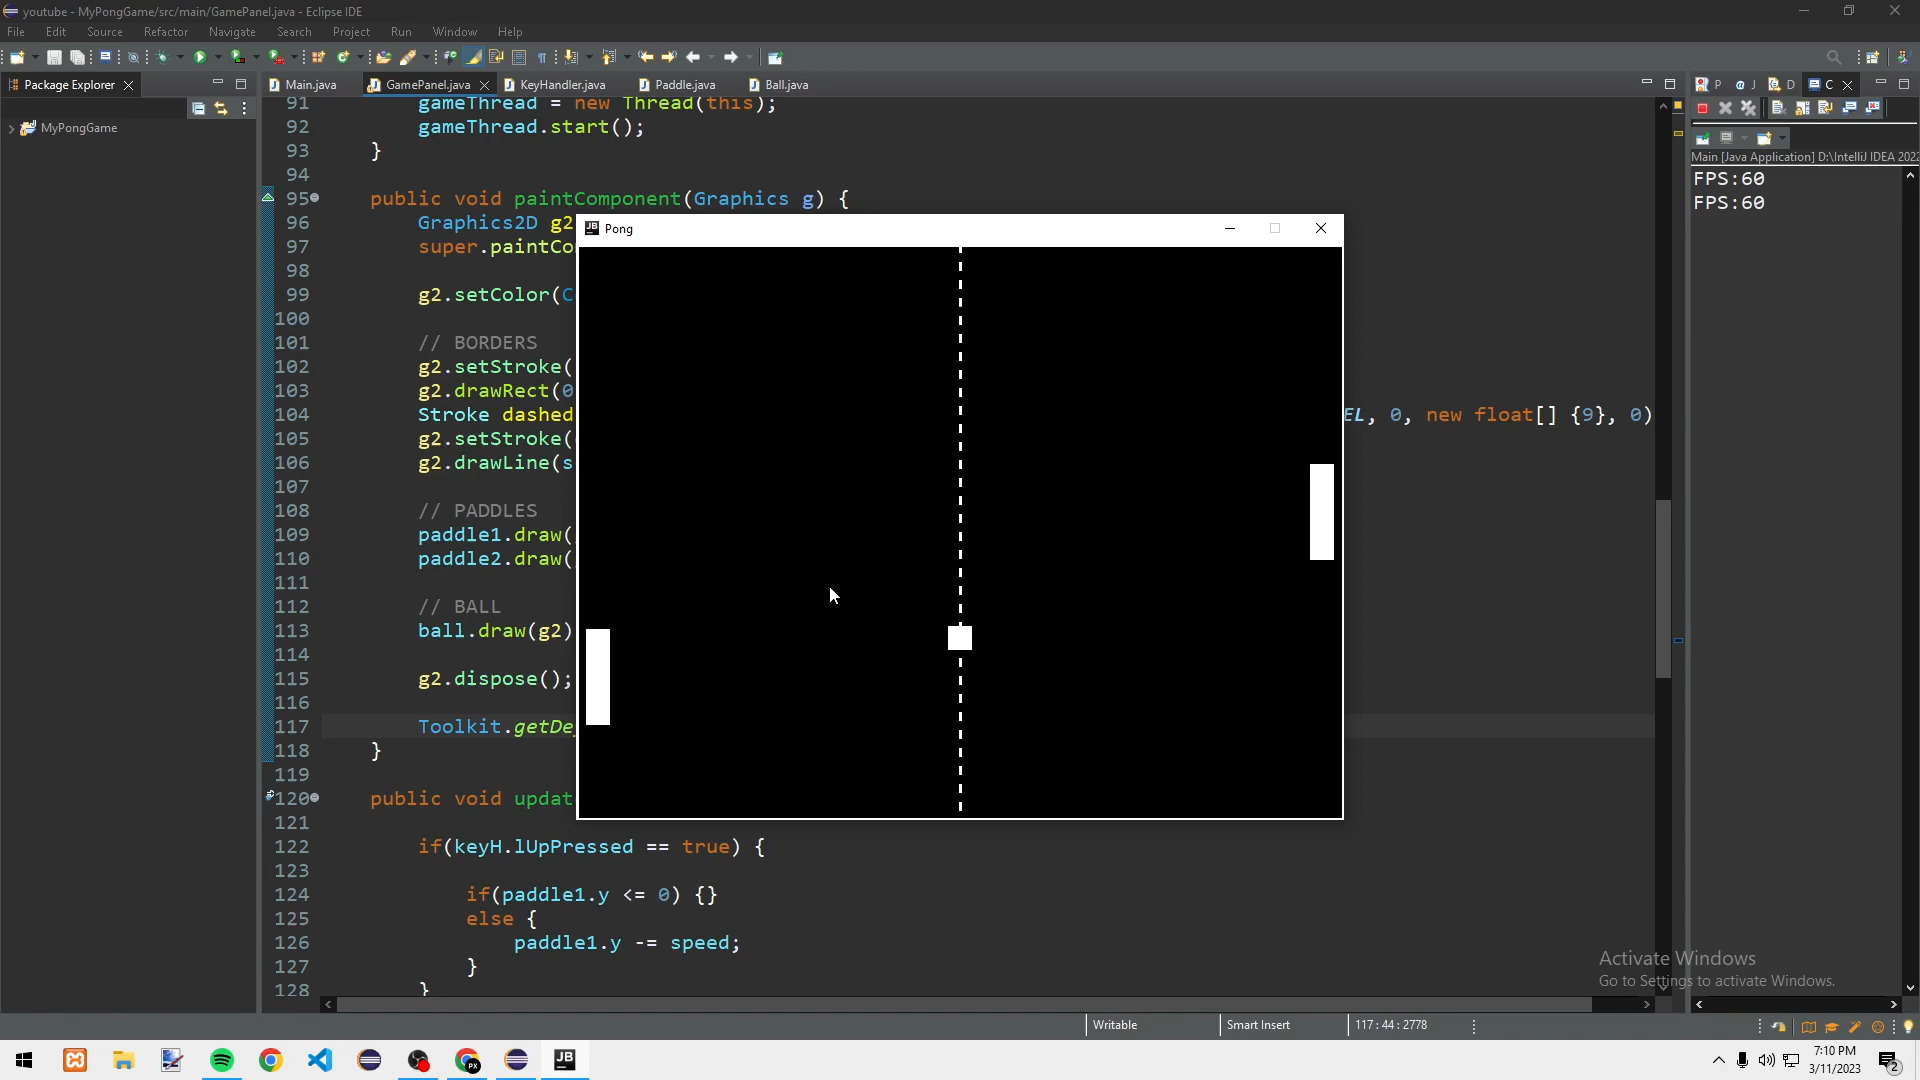 youtube - MyPongGame/src/main/GamePanel.java - Eclipse IDE
File Edit Source Refactor Navigate Search Project Run Window Help
Package Explorer
Main.java GamePanel.java KeyHandler.java Paddle.java Ball.java
P J D C
MyPongGame
Main [Java Application] D:\IntelliJ IDEA 202
FPS:60
FPS:60
91 gameThread = new Thread(this);
92 gameThread.start();
93 }
94
95 public void paintComponent(Graphics g) {
96 Graphics2D g2
97 super.paintCo
98
99 g2.setColor(C
100
101 // BORDERS
102 g2.setStroke(
103 g2.drawRect(0
104 Stroke dashed EL, 0, new float[] {9}, 0)
105 g2.setStroke(
106 g2.drawLine(s
107
108 // PADDLES
109 paddle1.draw(
110 paddle2.draw(
111
112 // BALL
113 ball.draw(g2)
114
115 g2.dispose();
116
117 Toolkit.getDe
118 }
119
120 public void updat
121
122 if(keyH.lUpPressed == true) {
123
124 if(paddle1.y <= 0) {}
125 else {
126 paddle1.y -= speed;
127 }
128 }
JB Pong
Activate Windows
Go to Settings to activate Windows.
Writable Smart Insert 117 : 44 : 2778
PX JB
7:10 PM
3/11/2023
2